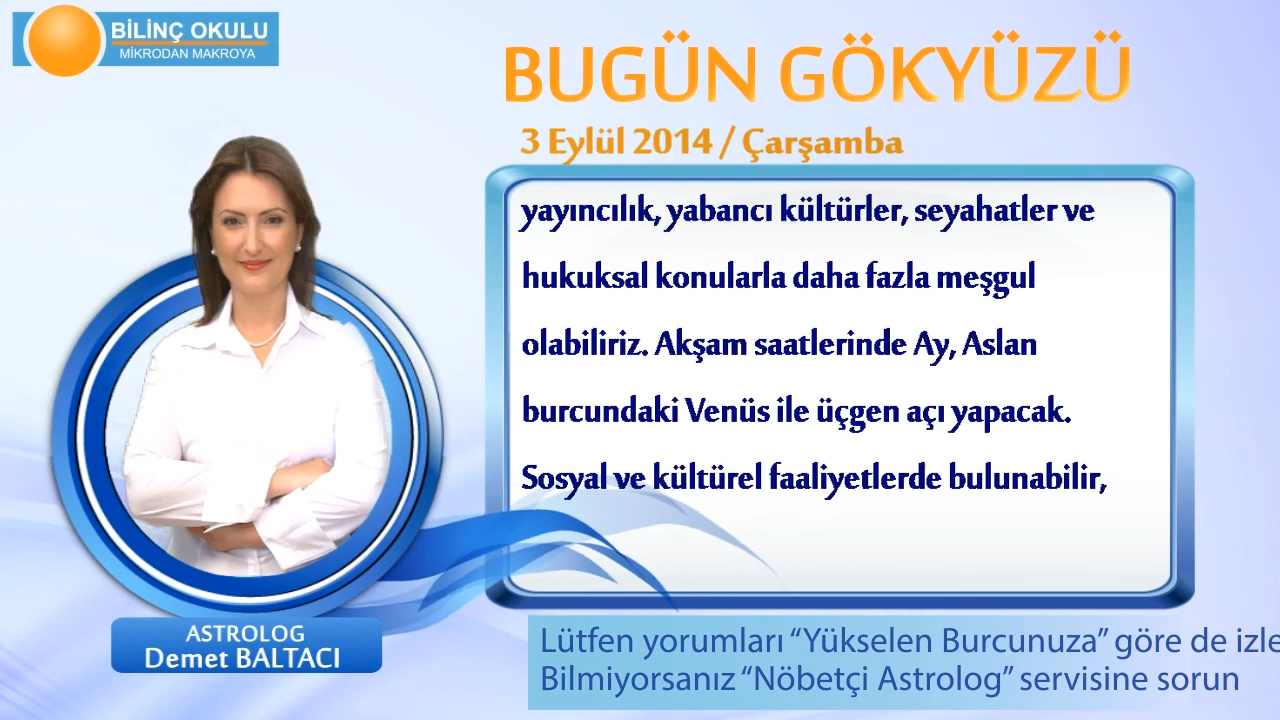 BİLİNÇ OKULU
MİKRODAN MAKROYA
BUGÜN GÖKYÜZÜ
3 Eylül 2014 / Çarşamba
yayıncılık, yabancı kültürler, seyahatler ve
hukuksal konularla daha fazla meşgul
olabiliriz. Akşam saatlerinde Ay, Aslan
burcundaki Venüs ile üçgen açı yapacak.
Sosyal ve kültürel faaliyetlerde bulunabilir,
ASTROLOG
Demet BALTACI
Lütfen yorumları “Yükselen Burcunuza” göre de izle
Bilmiyorsanız “Nöbetçi Astrolog” servisine sorun